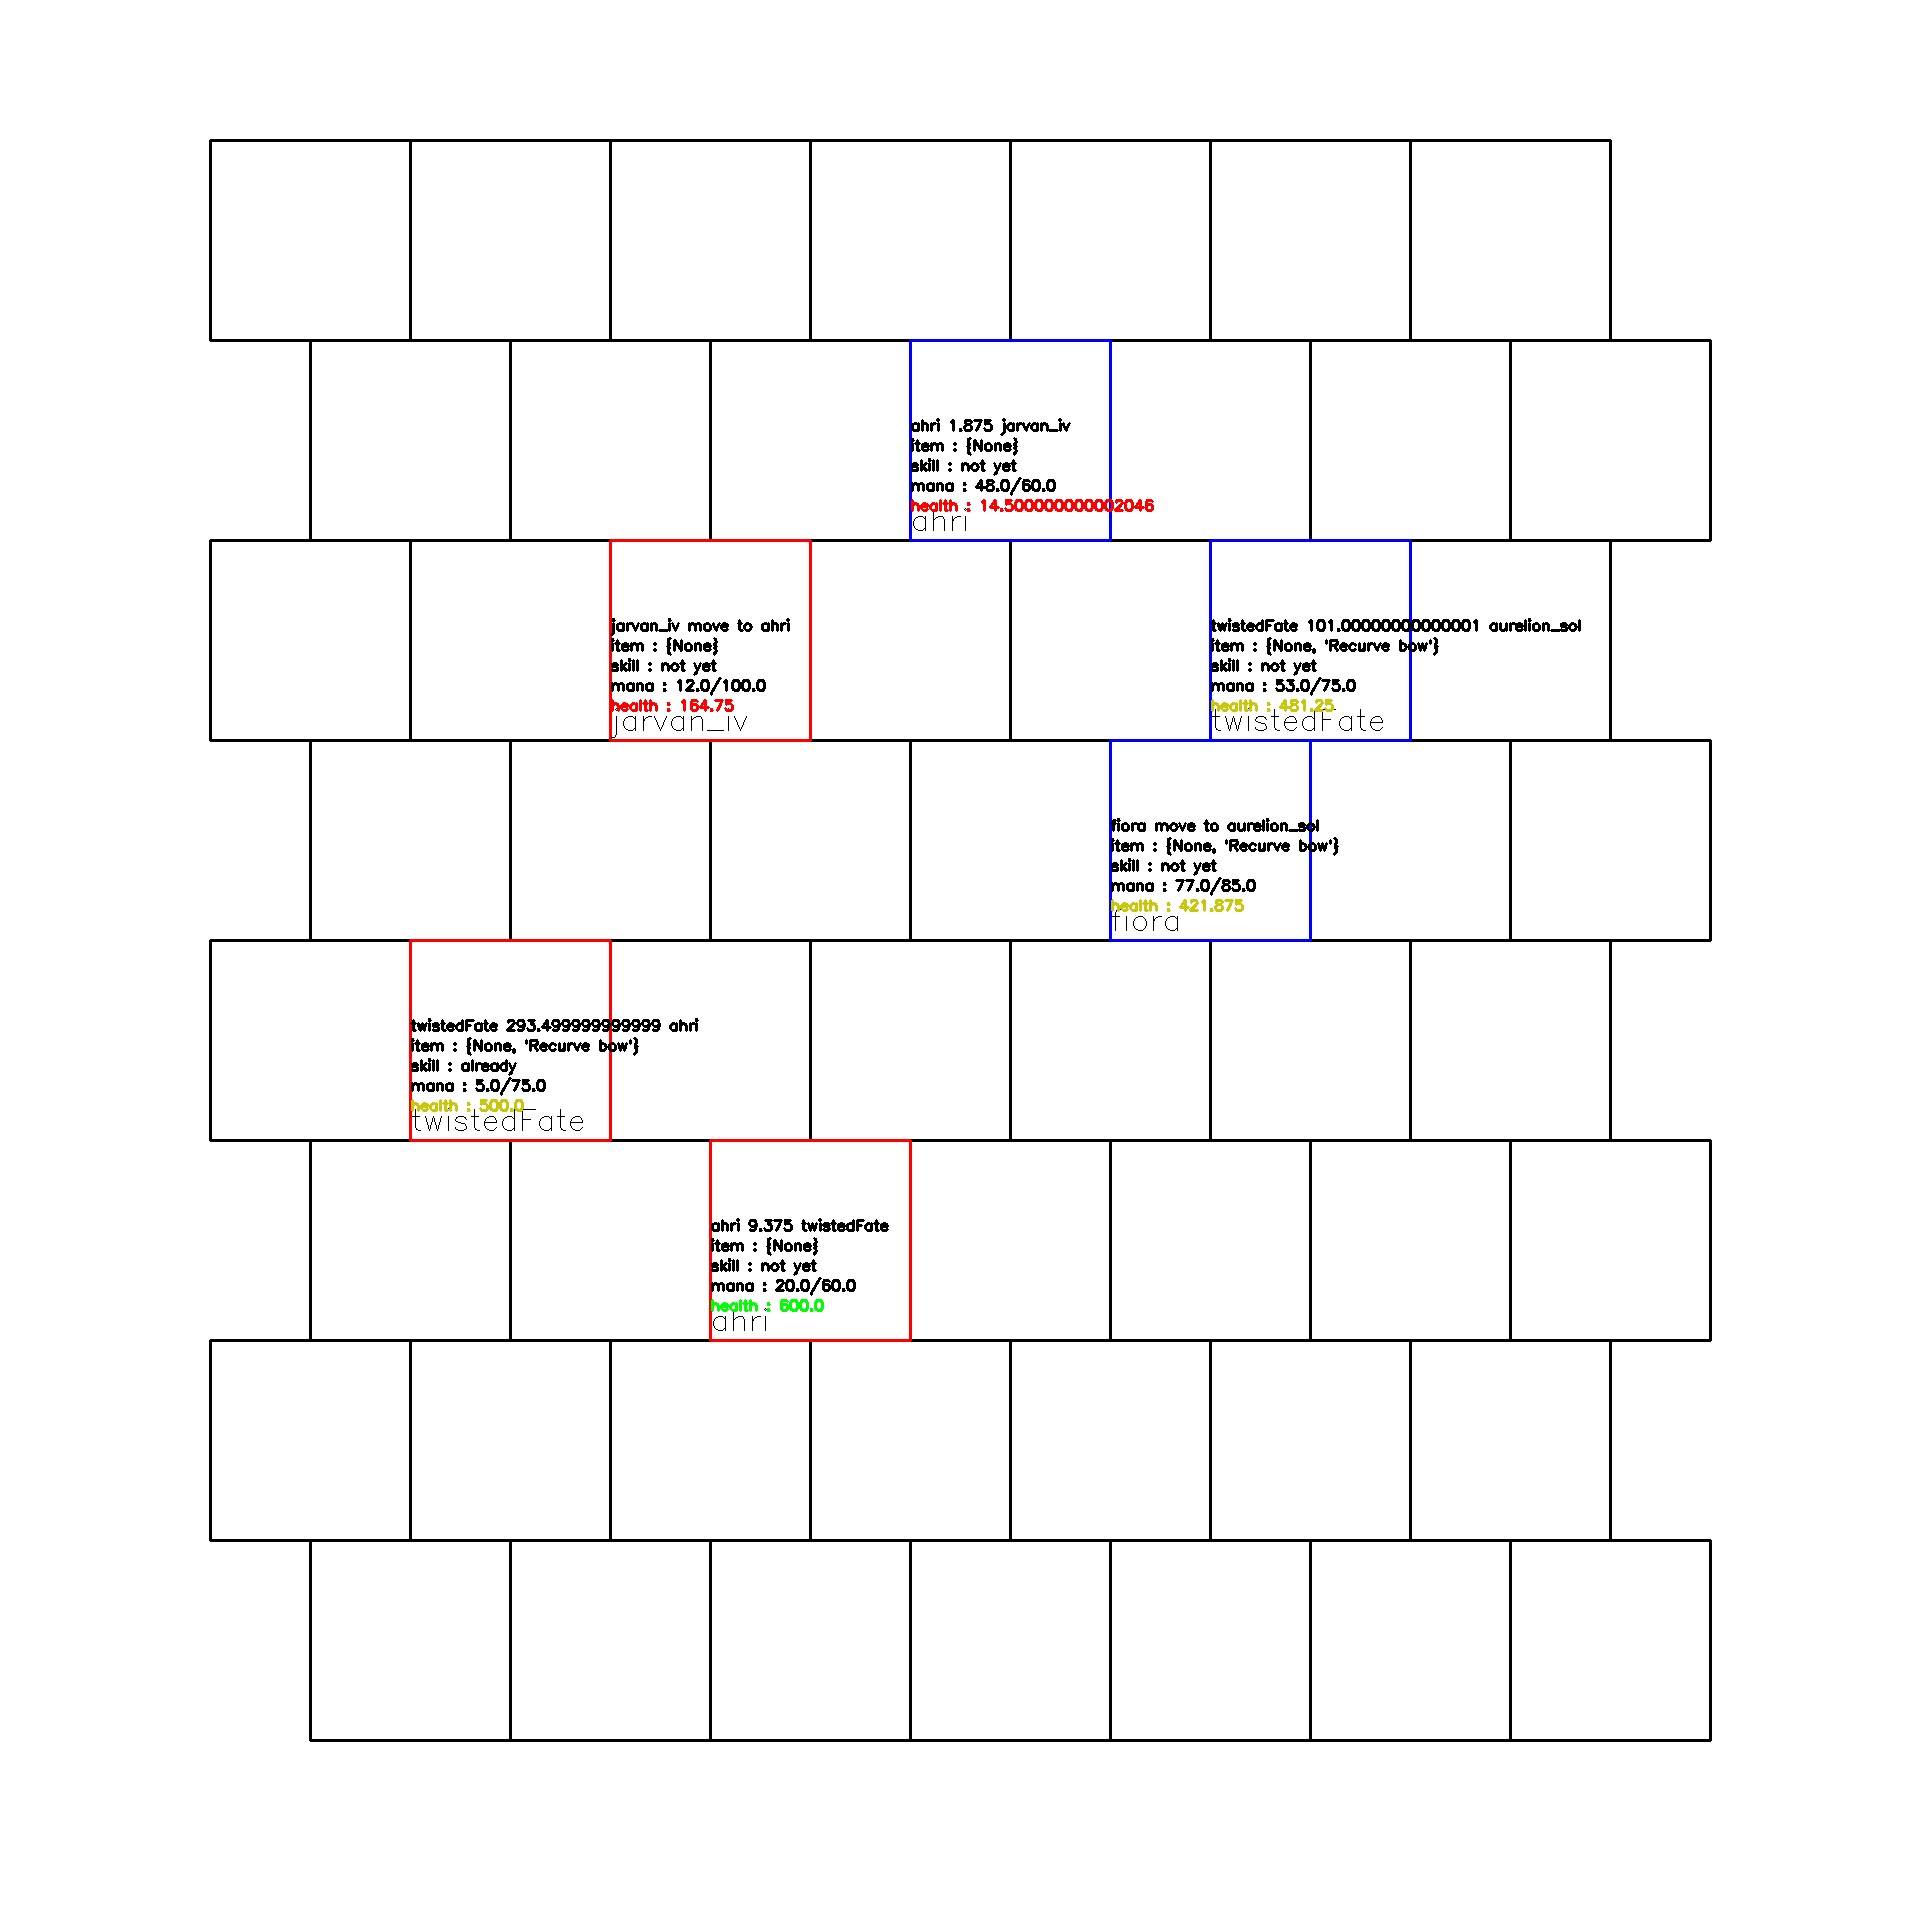 ahri 1.875 jarvan_iv
item : {None}
skill : not yet
mana : 48.0/60.0
health : 14.500000000002046
ahri
jarvan_iv move to ahri
item : {None}
skill : not yet
mana : 12.0/100.0
health : 164.75
jarvan_iv
twistedFate 101.00000000000001 aurelion_sol
item : {None, 'Recurve bow'}
skill : not yet
mana : 53.0/75.0
health : 481.25
twistedFate
fiora move to aurelion_sol
item : {None, 'Recurve bow'}
skill : not yet
mana : 77.0/85.0
health : 421.875
fiora
twistedFate 293.499999999999 ahri
item : {None, 'Recurve bow'}
skill : already
mana : 5.0/75.0
health : 500.0
twistedFate
ahri 9.375 twistedFate
item : {None}
skill : not yet
mana : 20.0/60.0
health : 600.0
ahri